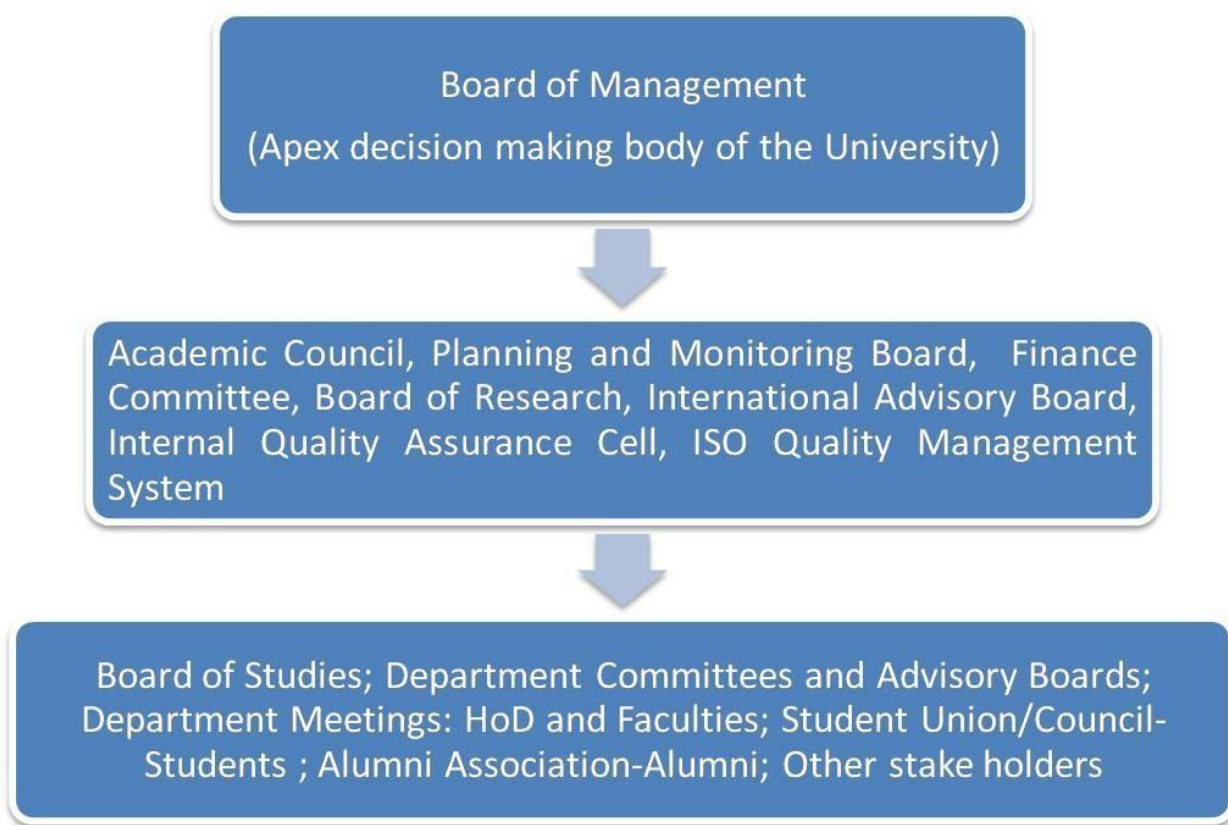 Board of Management
(Apex decision making body of the University)
Academic Council, Planning and Monitoring Board, Finance
Committee, Board of Research, International Advisory Board,
Internal Quality Assurance Cell, ISO Quality Management
System
Board of Studies; Department Committees and Advisory Boards;
Department Meetings: HoD and Faculties; Student Union/Council-
Students ; Alumni Association-Alumni; Other stake holders